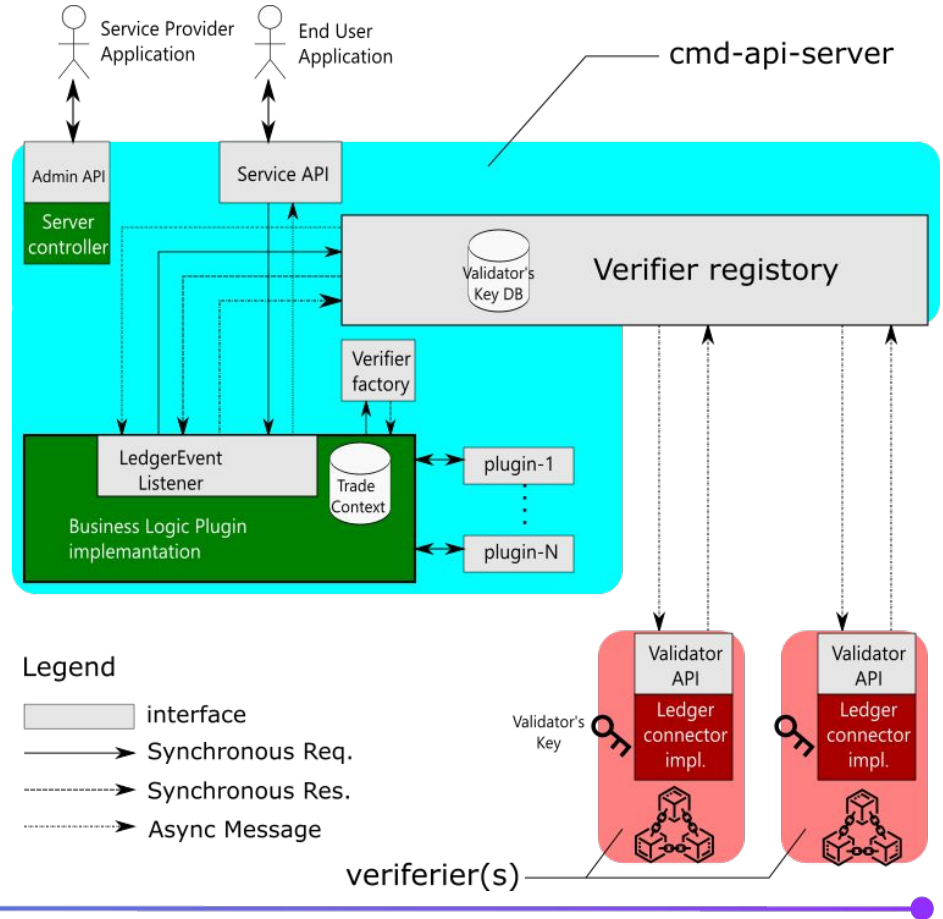 Service Provider
Application
End User
Application
cmd-api-server
Admin API
Server
controller
Service API
Validator's
Key DB
Verifier registory
Verifier
factory
LedgerEvent
Listener
Trade
Context
Business Logic Plugin
implemantation
plugin-1
plugin-N
Legend
interface
Synchronous Req.
Synchronous Res.
Async Message
Validator
API
Ledger
connector
impl.
Validator's
Key
Validator
API
Ledger
connector
impl.
veriferier(s)